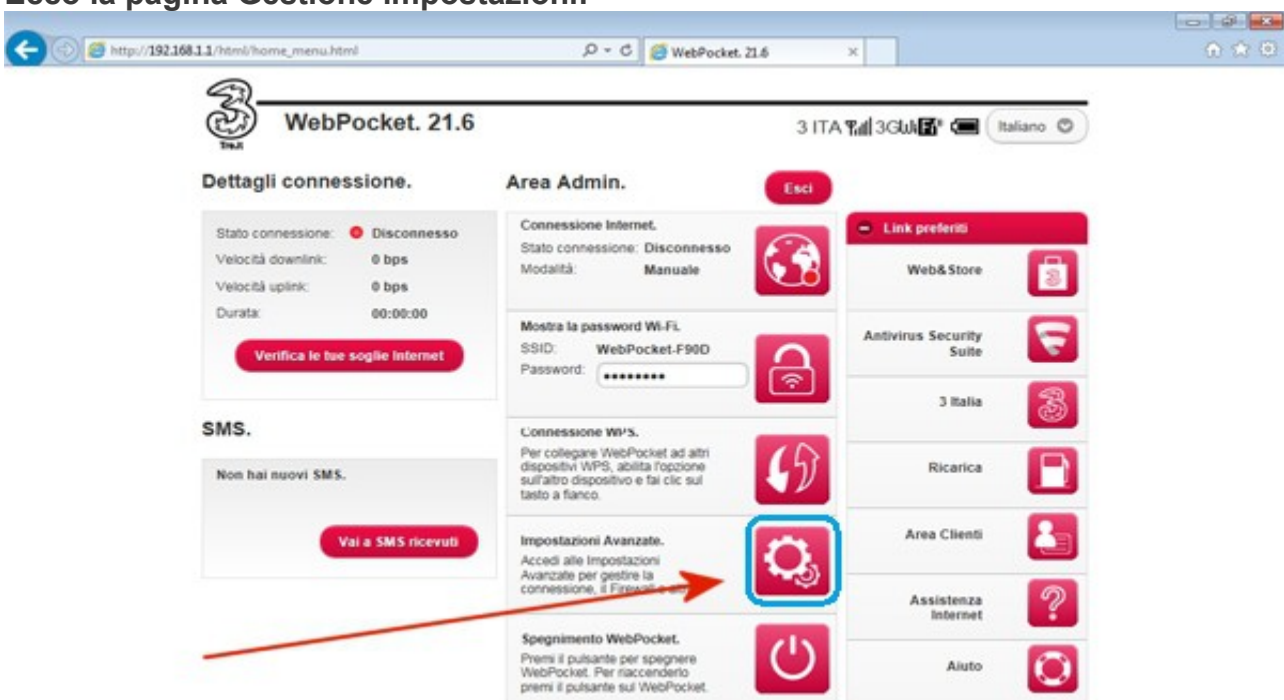 Ecco la pagina Gestione impostazioni:
http://192.168.1.1/html/home_menu.html
WebPocket. 21.6
WebPocket. 21.6
3 ITA
3G
Italiano
Tre.it
Dettagli connessione.
Stato connessione: Disconnesso
Velocità downlink: 0 bps
Velocità uplink: 0 bps
Durata: 00:00:00
Verifica le tue soglie Internet
SMS.
Non hai nuovi SMS.
Vai a SMS ricevuti
Area Admin.
Esci
Connessione Internet.
Stato connessione: Disconnesso
Modalità: Manuale
Mostra la password Wi-Fi.
SSID: WebPocket-F90D
Password: ••••••••
Connessione WPS.
Per collegare WebPocket ad altri
dispositivi WPS, abilita l'opzione
sull'altro dispositivo e fai clic sul
tasto a fianco.
Impostazioni Avanzate.
Accedi alle Impostazioni
Avanzate per gestire la
connessione, il Firewall e
Spegnimento WebPocket.
Premi il pulsante per spegnere
WebPocket. Per riaccenderlo
premi il pulsante sul WebPocket.
Link preferiti
Web&Store
Antivirus Security
Suite
3 Italia
Ricarica
Area Clienti
Assistenza
Internet
Aiuto